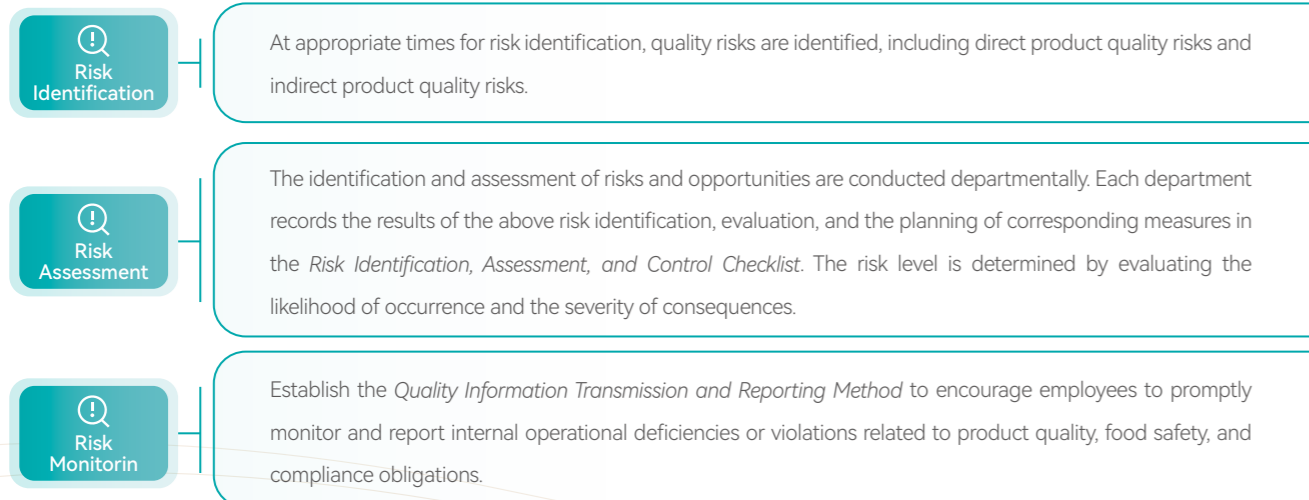 Risk
Identification
At appropriate times for risk identification, quality risks are identified, including direct product quality risks and
indirect product quality risks.
Risk
Assessment
The identification and assessment of risks and opportunities are conducted departmentally. Each department
records the results of the above risk identification, evaluation, and the planning of corresponding measures in
the Risk Identification, Assessment, and Control Checklist. The risk level is determined by evaluating the
likelihood of occurrence and the severity of consequences.
Risk
Monitorin
Establish the Quality Information Transmission and Reporting Method to encourage employees to promptly
monitor and report internal operational deficiencies or violations related to product quality, food safety, and
compliance obligations.